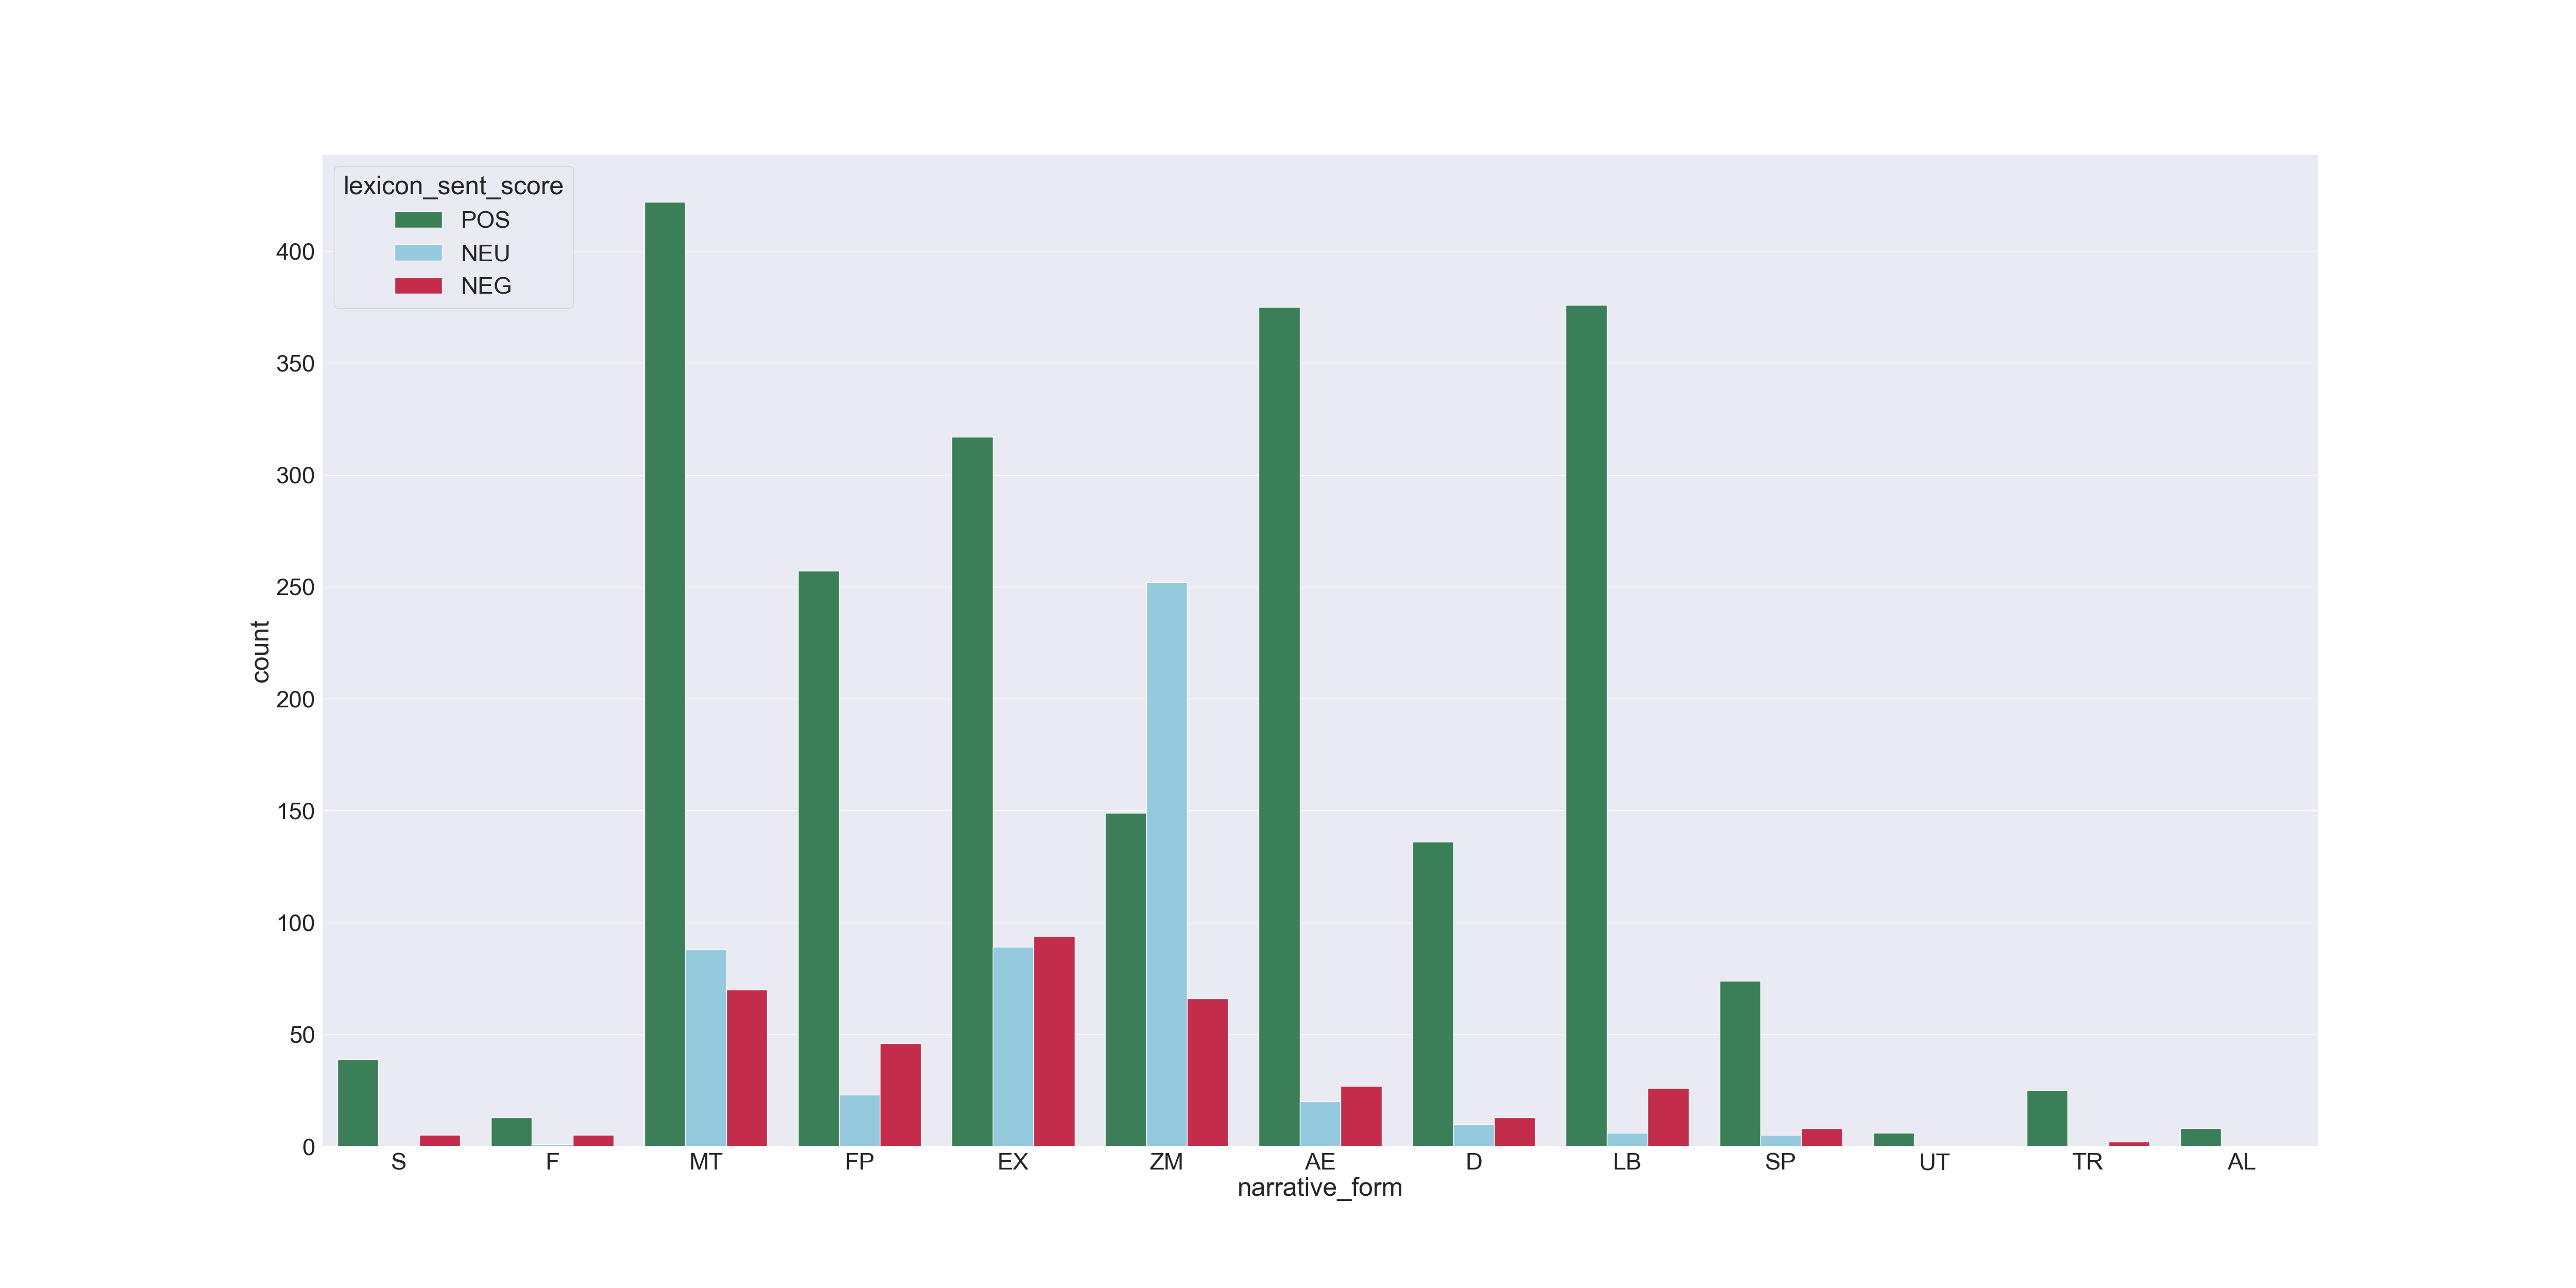 lexicon_sent_score
POS
NEU
NEG
400
350
300
250
200
150
100
50
0
count
S F MT FP EX ZM AE D LB SP UT TR AL
narrative_form